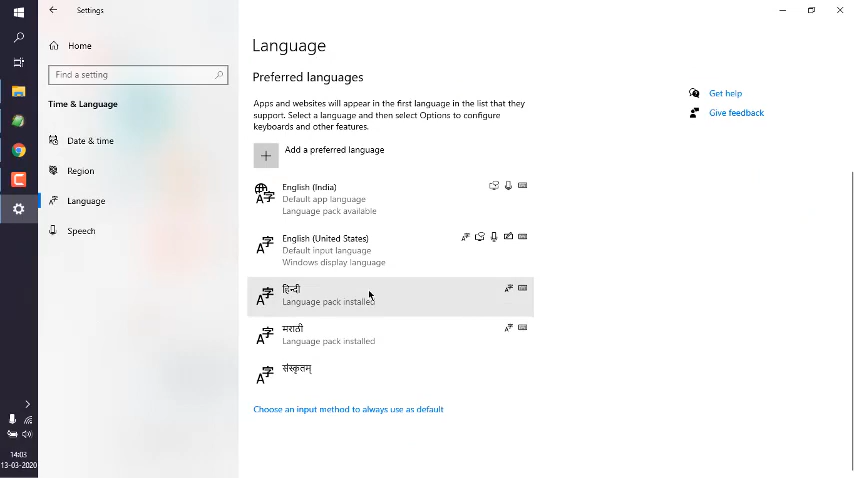 Settings
Home
Find a setting
Time & Language
Date & time
Region
Language
Speech
Language
Preferred languages
Apps and websites will appear in the first language in the list that they
support. Select a language and then select Options to configure
keyboards and other features.
Add a preferred language
English (India)
Default app language
Language pack available
English (United States)
Default input language
Windows display language
हिन्दी
Language pack installed
मराठी
Language pack installed
संस्कृतम्
Choose an input method to always use as default
Get help
Give feedback
14:03
13-03-2020